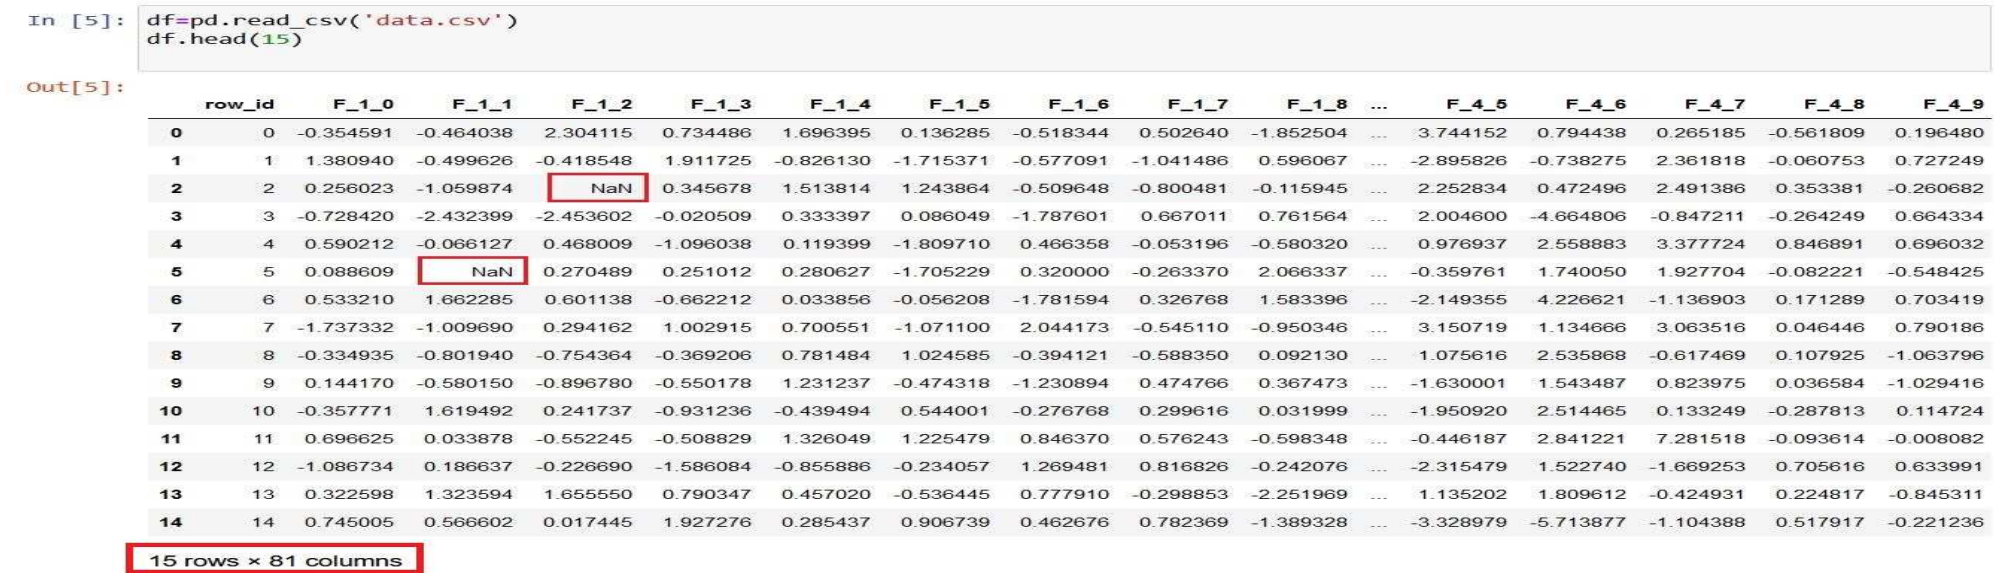 In [5]: df=pd.read_csv('data.csv')
df.head(15)
Out[5]:
row_id F_1_0 F_1_1 F_1_2 F_1_3 F_1_4 F_1_5 F_1_6 F_1_7 F_1_8 ... F_4_5 F_4_6 F_4_7 F_4_8 F_4_9
0 0 -0.354591 -0.464038 2.304115 0.734486 1.696395 0.136285 -0.518344 0.502640 -1.852504 ... 3.744152 0.794438 0.265185 -0.561809 0.196480
1 1 1.380940 -0.499626 -0.418548 1.911725 -0.826130 -1.715371 -0.577091 -1.041486 0.596067 ... -2.895826 -0.738275 2.361818 -0.060753 0.727249
2 2 0.256023 -1.059874 NaN 0.345678 1.513814 1.243864 -0.509648 -0.800481 -0.115945 ... 2.252834 0.472496 2.491386 0.353381 -0.260682
3 3 -0.728420 -2.432399 -2.453602 -0.020509 0.333397 0.086049 -1.787601 0.667011 0.761564 ... 2.004600 -4.664806 -0.847211 -0.264249 0.664334
4 4 0.590212 -0.066127 0.468009 -1.096038 0.119399 -1.809710 0.466358 -0.053196 -0.580320 ... 0.976937 2.558883 3.377724 0.846891 0.696032
5 5 0.088609 NaN 0.270489 0.251012 0.280627 -1.705229 0.320000 -0.263370 2.066337 ... -0.359761 1.740050 1.927704 -0.082221 -0.548425
6 6 0.533210 1.662285 0.601138 -0.662212 0.033856 -0.056208 -1.781594 0.326768 1.583396 ... -2.149355 4.226621 -1.136903 0.171289 0.703419
7 7 -1.737332 -1.009690 0.294162 1.002915 0.700551 -1.071100 2.044173 -0.545110 -0.950346 ... 3.150719 1.134666 3.063516 0.046446 0.790186
8 8 -0.334935 -0.801940 -0.754364 -0.369206 0.781484 1.024585 -0.394121 -0.588350 0.092130 ... 1.075616 2.535868 -0.617469 0.107925 -1.063796
9 9 0.144170 -0.580150 -0.896780 -0.550178 1.231237 -0.474318 -1.230894 0.474766 0.367473 ... -1.630001 1.543487 0.823975 0.036584 -1.029416
10 10 -0.357771 1.619492 0.241737 -0.931236 -0.439494 0.544001 -0.276768 0.299616 0.031999 ... -1.950920 2.514465 0.133249 -0.287813 0.114724
11 11 0.696625 0.033878 -0.552245 -0.508829 1.326049 1.225479 0.846370 0.576243 -0.598348 ... -0.446187 2.841221 7.281518 -0.093614 -0.008082
12 12 -1.086734 0.186637 -0.226690 -1.586084 -0.855886 -0.234057 1.269481 0.816826 -0.242076 ... -2.315479 1.522740 -1.669253 0.705616 0.633991
13 13 0.322598 1.323594 1.655550 0.790347 0.457020 -0.536445 0.777910 -0.298853 -2.251969 ... 1.135202 1.809612 -0.424931 0.224817 -0.845311
14 14 0.745005 0.566602 0.017445 1.927276 0.285437 0.906739 0.462676 0.782369 -1.389328 ... -3.328979 -5.713877 -1.104388 0.517917 -0.221236
15 rows × 81 columns